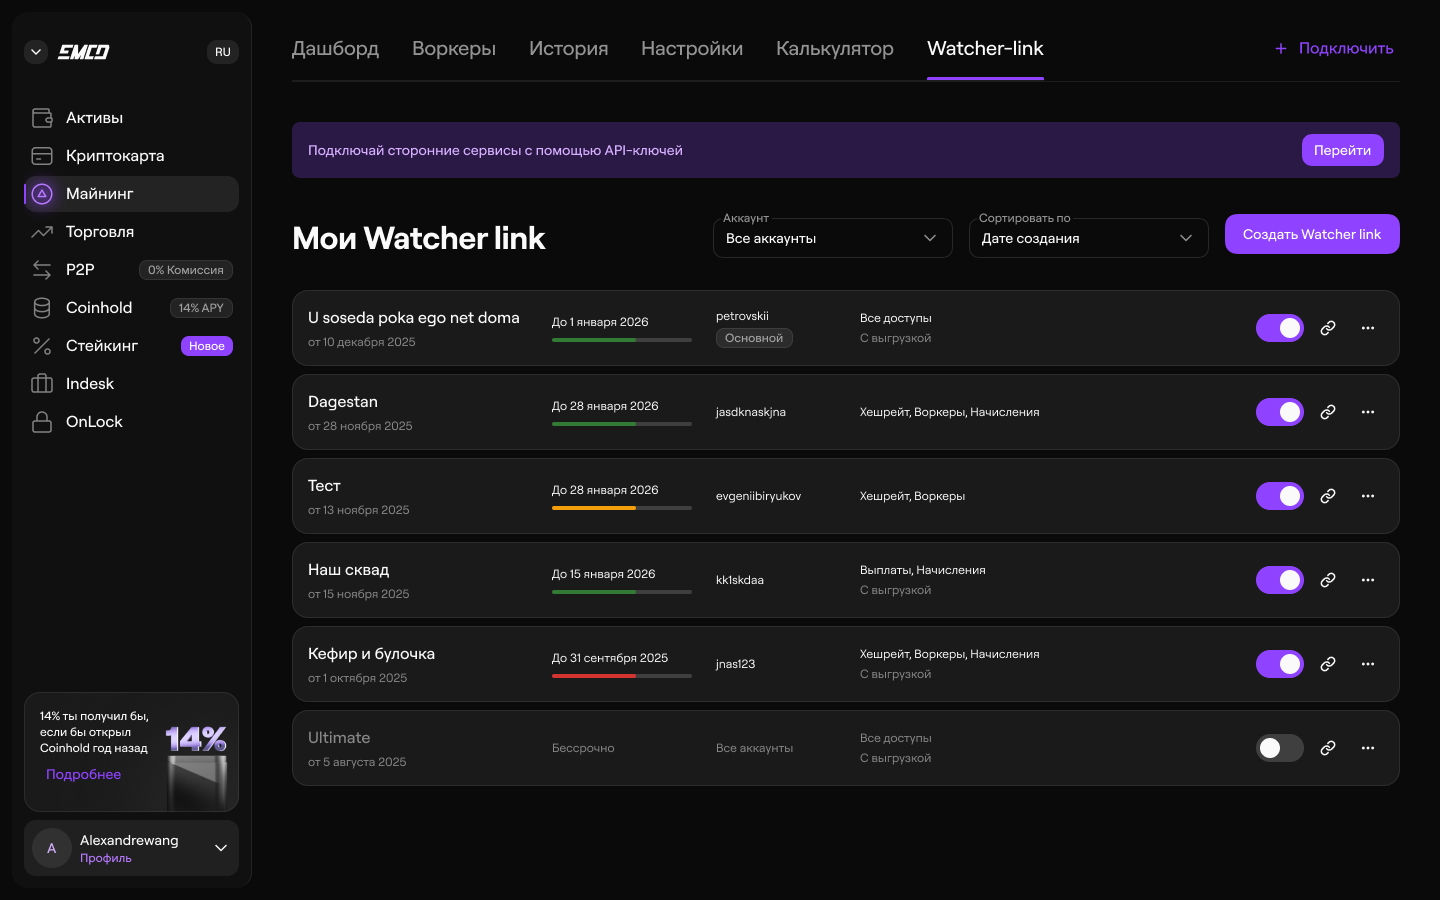 EMCD
RU
Активы
Криптокарта
Майнинг
Торговля
P2P
0% Комиссия
Coinhold
14% APY
Стейкинг
Новое
Indesk
OnLock
14% ты получил бы,
если бы открыл
Coinhold год назад
Подробнее
14%
A
Alexandrewang
Профиль
Дашборд
Воркеры
История
Настройки
Калькулятор
Watcher-link
+ Подключить
Подключай сторонние сервисы с помощью API-ключей
Перейти
Мои Watcher link
Аккаунт
Все аккаунты
Сортировать по
Дате создания
Создать Watcher link
U soseda poka ego net doma
от 10 декабря 2025
До 1 января 2026
petrovskii
Основной
Все доступы
С выгрузкой
Dagestan
от 28 ноября 2025
До 28 января 2026
jasdknaskjna
Хешрейт, Воркеры, Начисления
Тест
от 13 ноября 2025
До 28 января 2026
evgeniibiryukov
Хешрейт, Воркеры
Наш сквад
от 15 ноября 2025
До 15 января 2026
kk1skdaa
Выплаты, Начисления
С выгрузкой
Кефир и булочка
от 1 октября 2025
До 31 сентября 2025
jnas123
Хешрейт, Воркеры, Начисления
С выгрузкой
Ultimate
от 5 августа 2025
Бессрочно
Все аккаунты
Все доступы
С выгрузкой